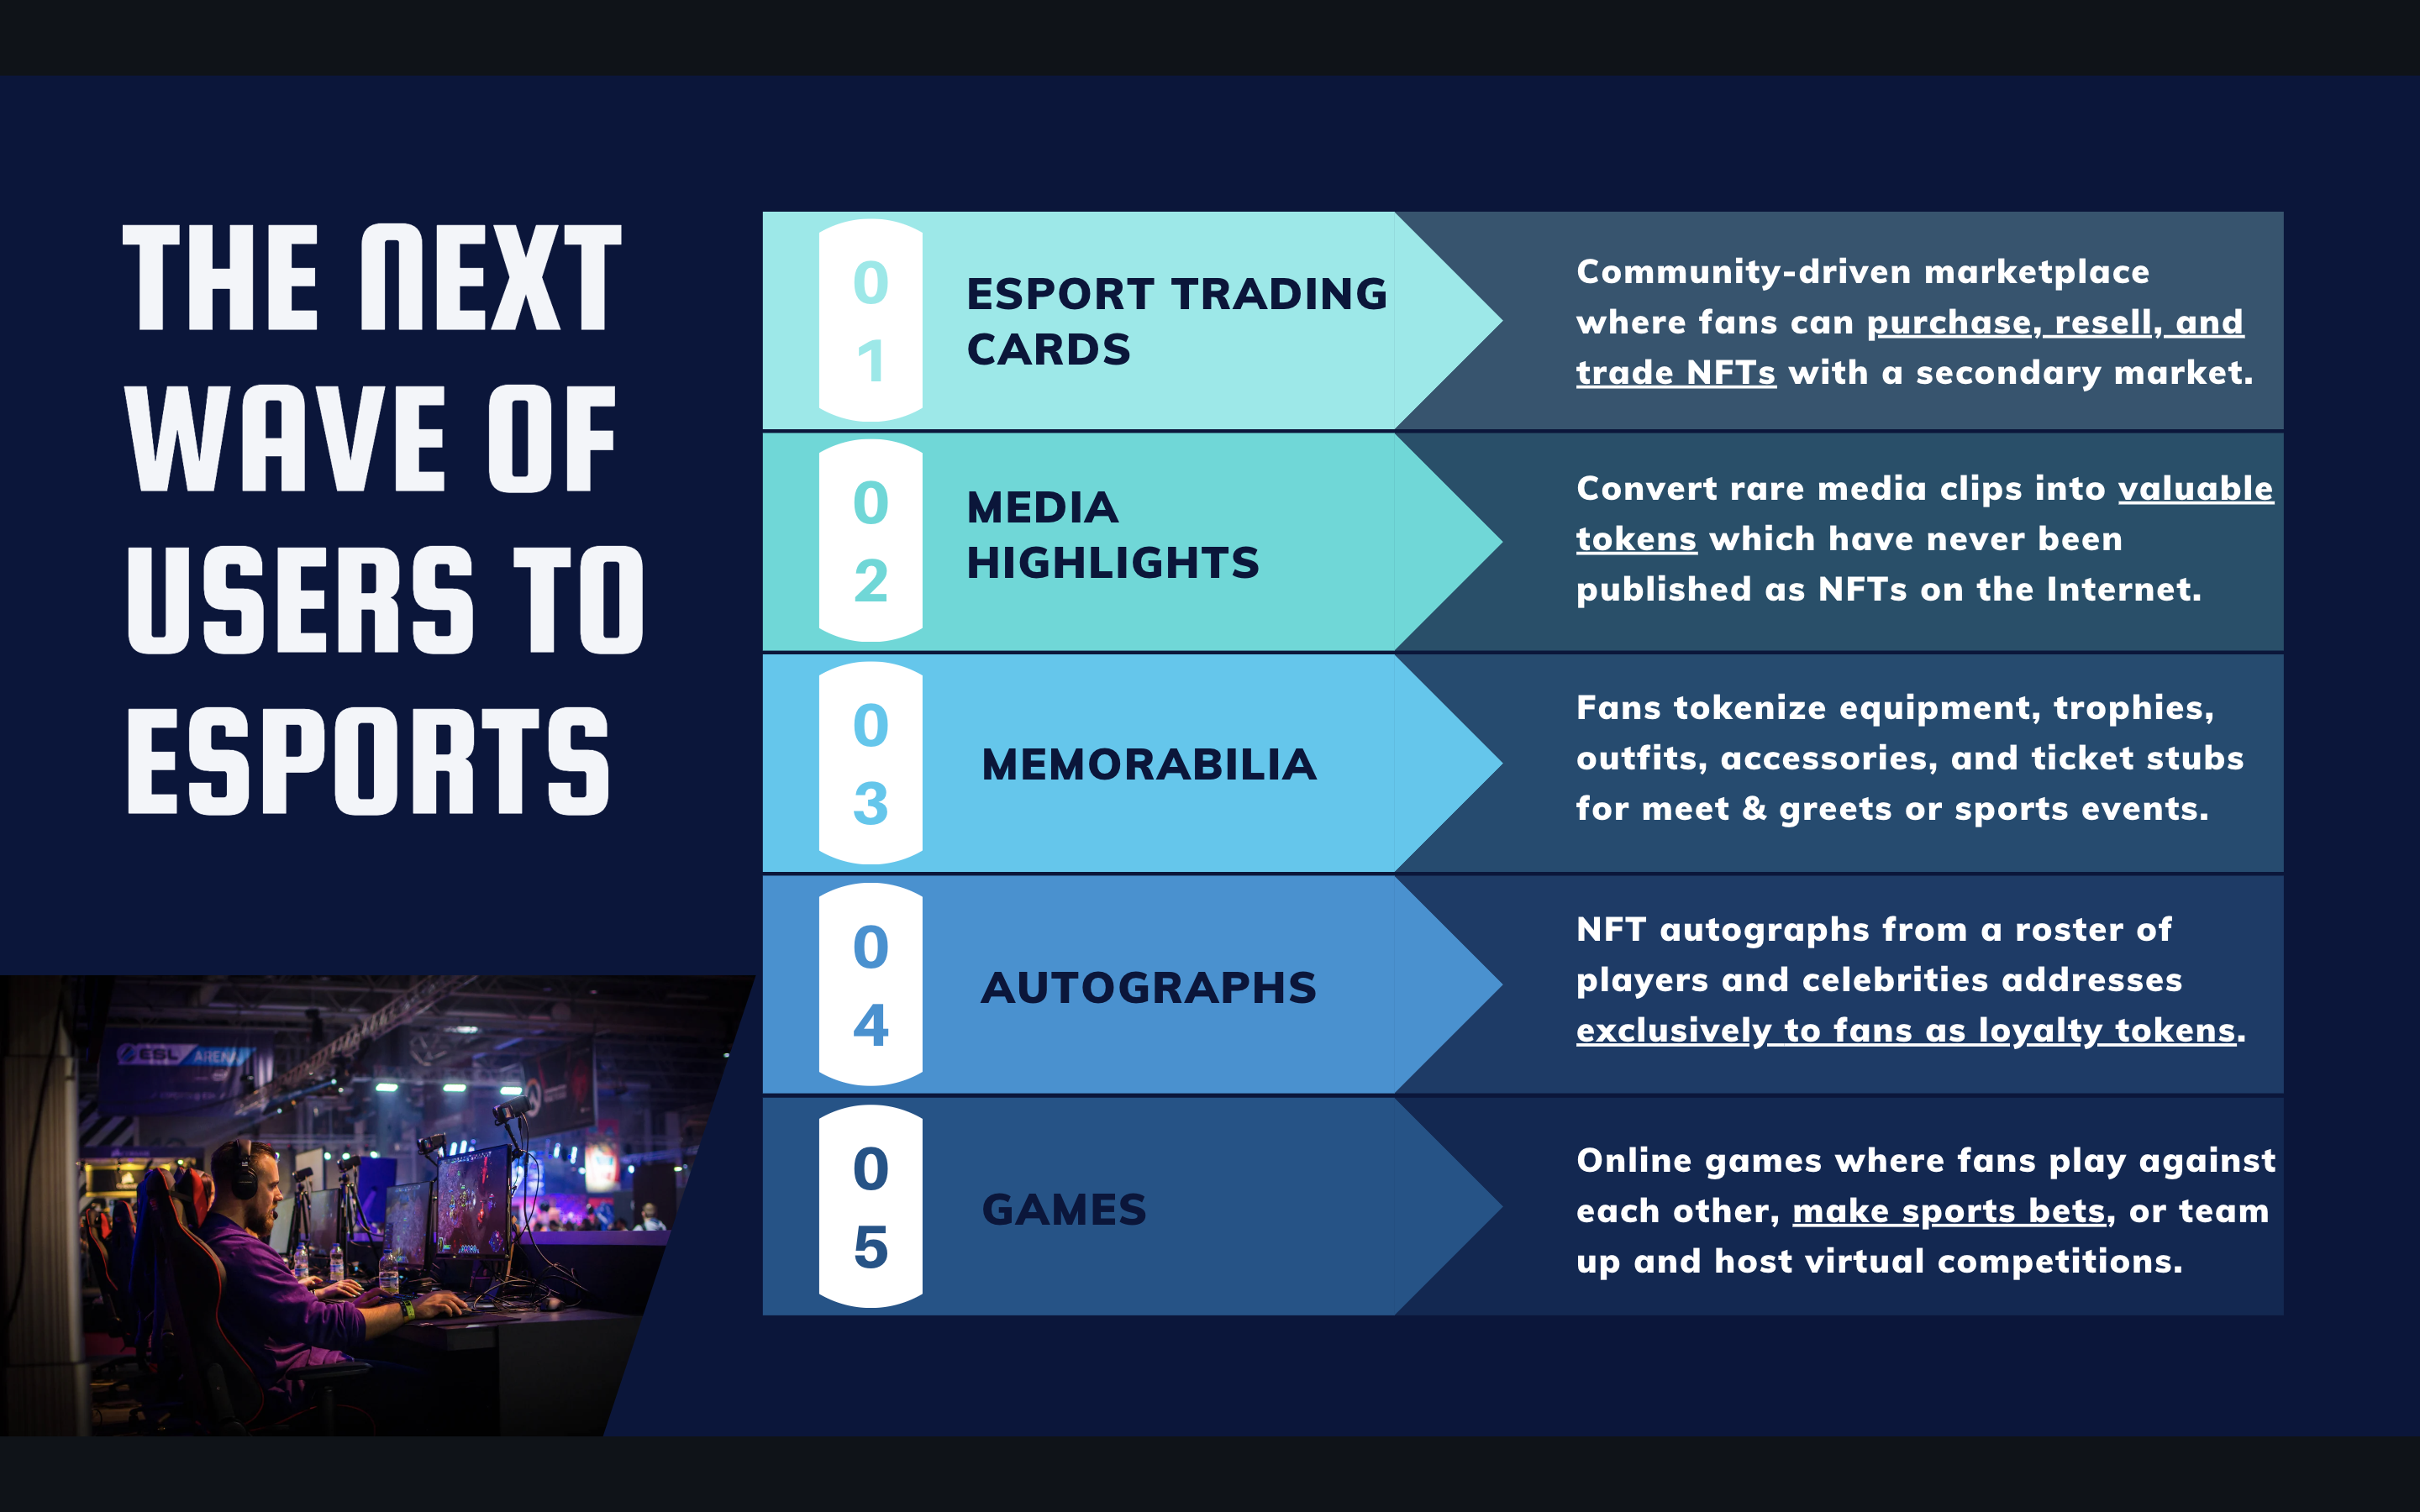 THE NEXT
WAVE OF
USERS TO
ESPORTS
01
ESPORT TRADING
CARDS
Community-driven marketplace
where fans can purchase, resell, and
trade NFTs with a secondary market.
02
MEDIA
HIGHLIGHTS
Convert rare media clips into valuable
tokens which have never been
published as NFTs on the Internet.
03
MEMORABILIA
Fans tokenize equipment, trophies,
outfits, accessories, and ticket stubs
for meet & greets or sports events.
04
AUTOGRAPHS
NFT autographs from a roster of
players and celebrities addresses
exclusively to fans as loyalty tokens.
05
GAMES
Online games where fans play against
each other, make sports bets, or team
up and host virtual competitions.
ESL ARENA